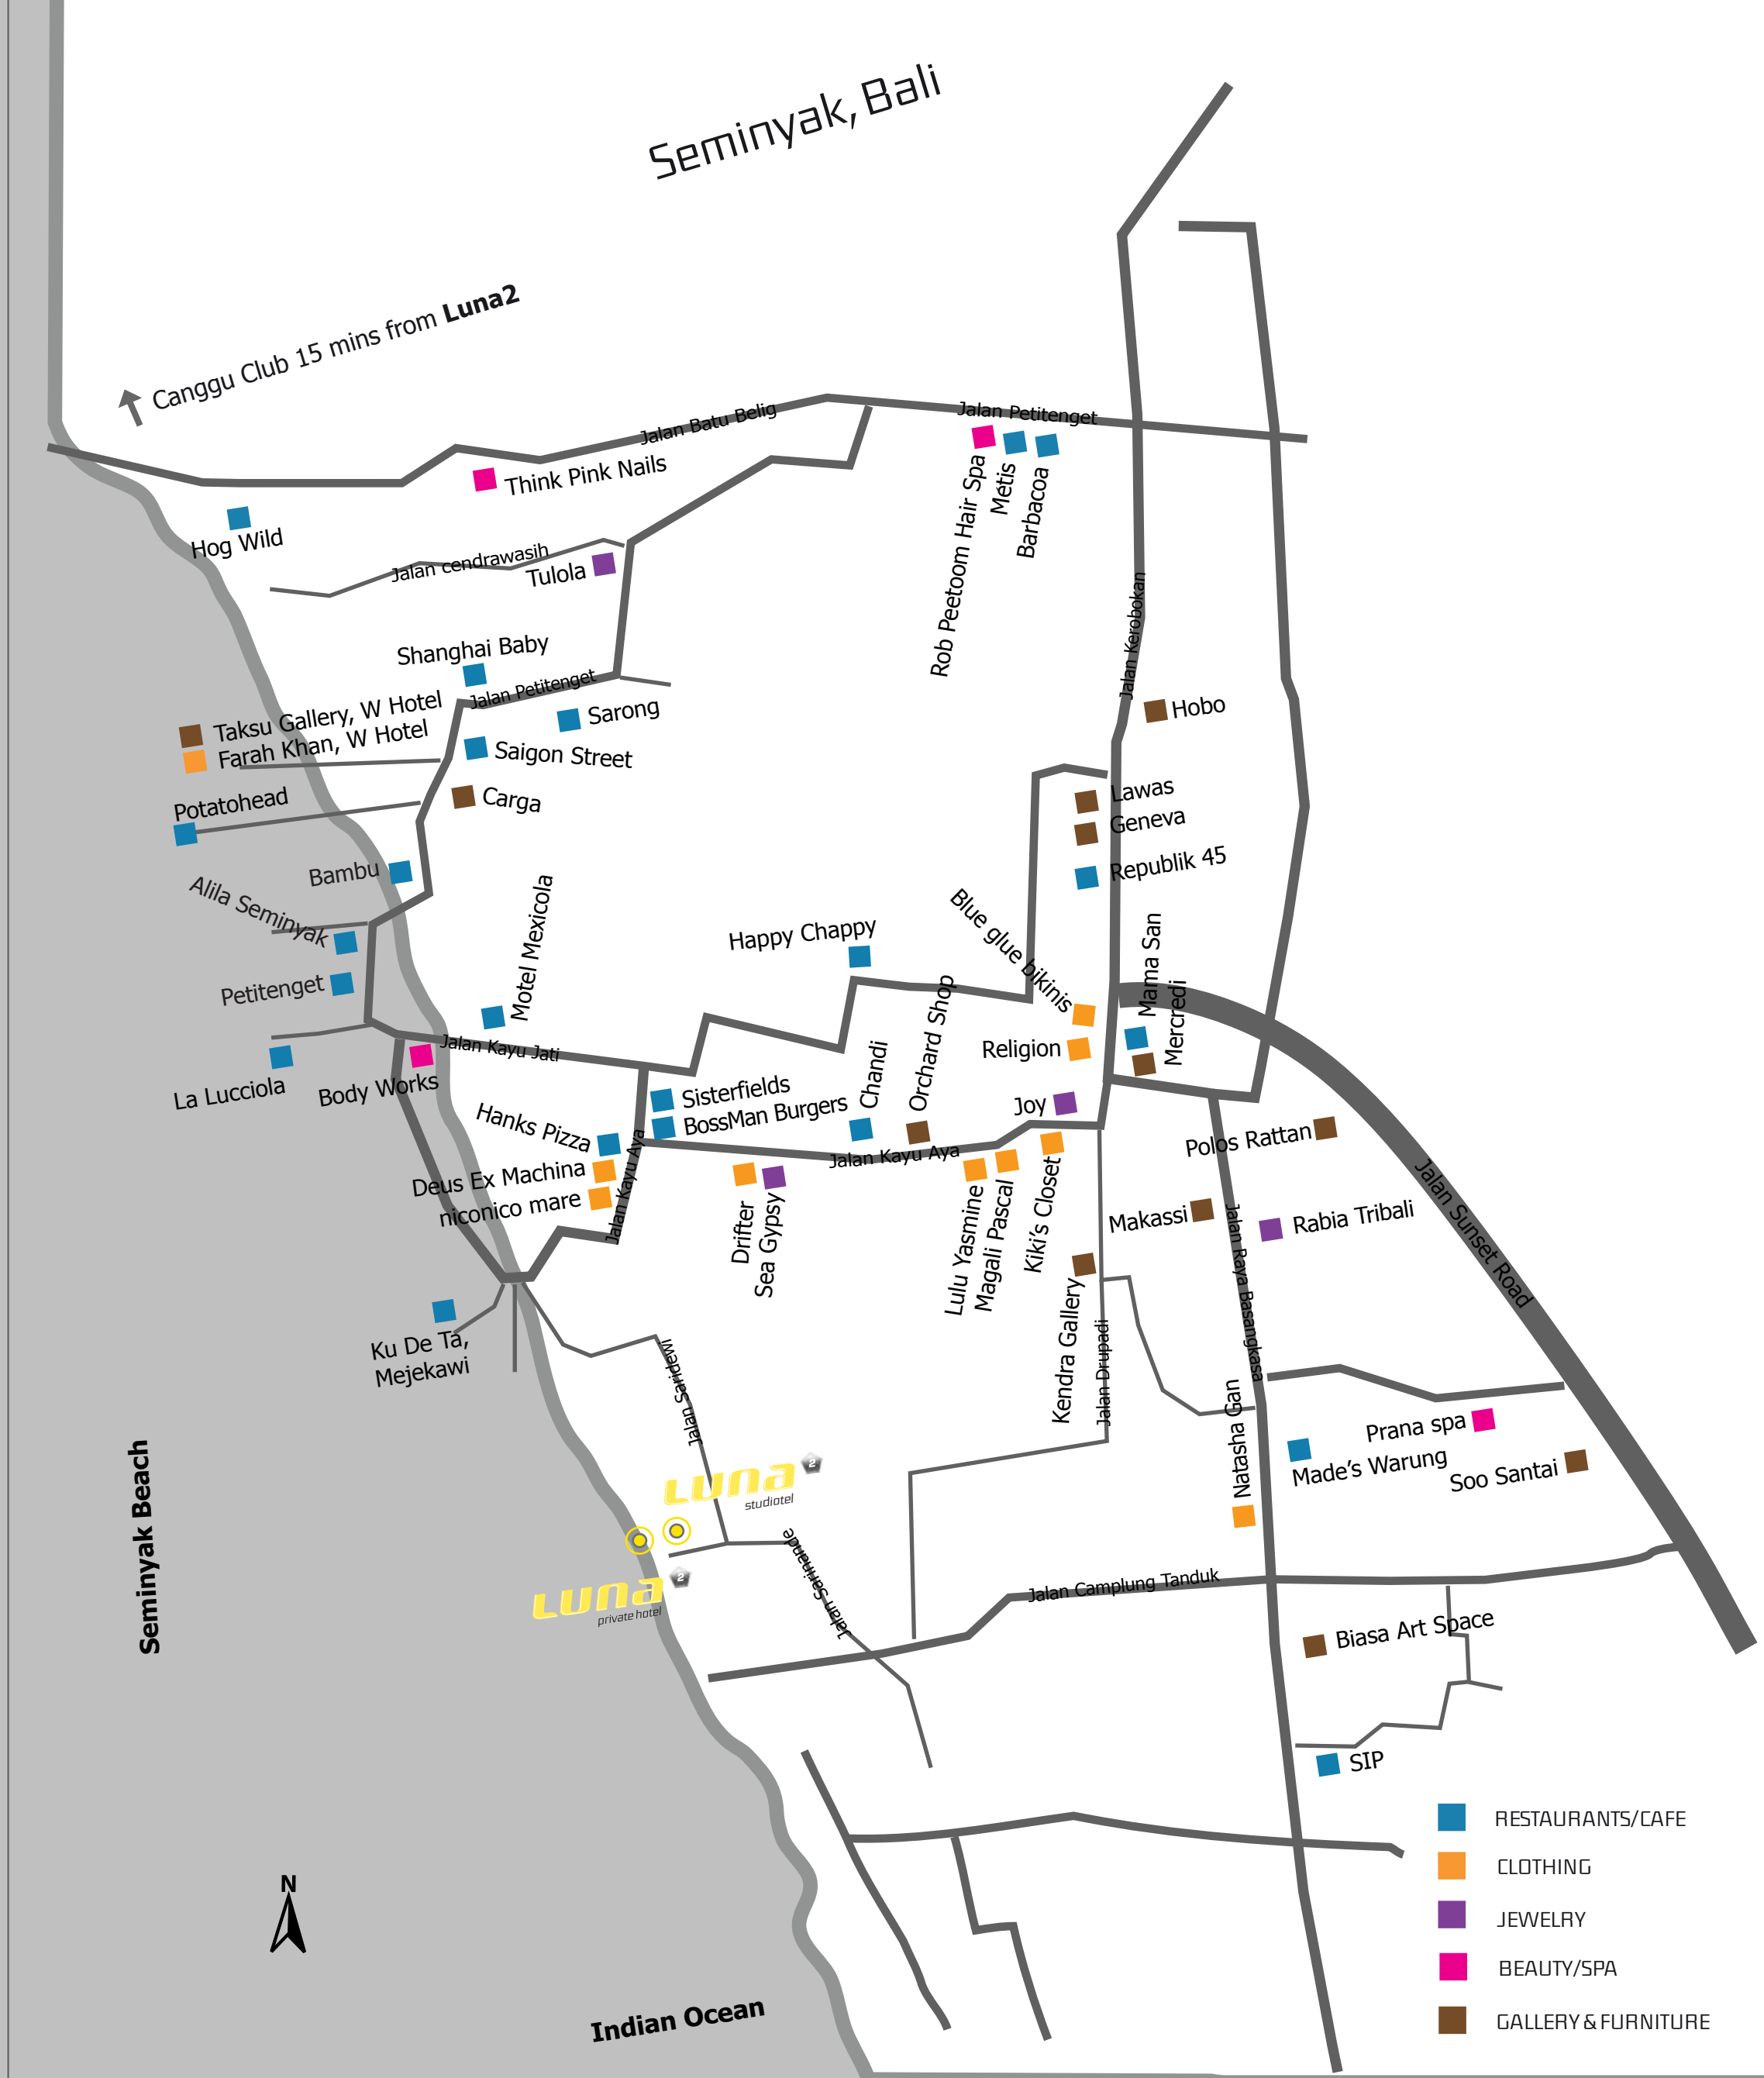 Seminyak, Bali
Canggu Club 15 mins from Luna2
Jalan Batu Belig
Jalan Petitenget
Think Pink Nails
Hog Wild
Rob Peetoom Hair Spa
Métis
Barbacoa
Jalan cendrawasih
Tulola
Jalan Kerobokan
Shanghai Baby
Jalan Petitenget
Taksu Gallery, W Hotel
Farah Khan, W Hotel
Sarong
Hobo
Saigon Street
Potatohead
Carga
Lawas
Geneva
Republik 45
Bambu
Alila Seminyak
Motel Mexicola
Blue glue bikinis
Happy Chappy
Mama San
Mercredi
Petitenget
Orchard Shop
Religion
Jalan Kayu Jati
La Lucciola
Body Works
Sisterfields
BossMan Burgers
Chandi
Joy
Hanks Pizza
Deus Ex Machina
niconico mare
Jalan Kayu Aya
Jalan Kayu Aya
Polos Rattan
Drifter
Sea Gypsy
Lulu Yasmine
Magali Pascal
Kiki's Closet
Makassi
Rabia Tribali
Jalan Sunset Road
Jalan Raya Basangkasa
Kendra Gallery
Jalan Drupadi
Ku De Ta,
Mejekawi
Jalan Saridewi
Natasha Gan
Prana spa
Made's Warung
Soo Santai
Seminyak Beach
Luna 2
studiotel
Luna 2
private hotel
Jalan Sarinande
Jalan Camplung Tanduk
Biasa Art Space
SIP
N
Indian Ocean
RESTAURANTS/CAFE
CLOTHING
JEWELRY
BEAUTY/SPA
GALLERY & FURNITURE